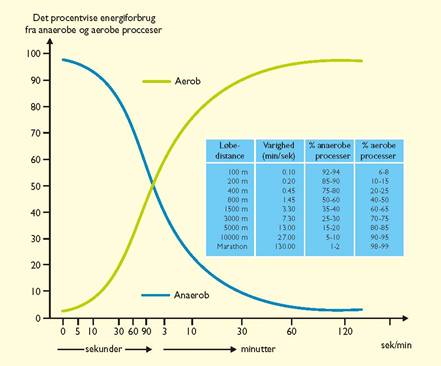 Det procentvise energiforbrug
fra anaerobe og aerobe proccesser
100
90
80
70
60
50
40
30
20
10
0
Aerob
Anaerob
Løbe- Varighed % anaerobe % aerobe
distance (min/sek) processer processer
100 m 0.10 92-94 6-8
200 m 0.20 85-90 10-15
400 m 0.45 75-80 20-25
800 m 1.45 50-60 40-50
1500 m 3.30 35-40 60-65
3000 m 7.30 25-30 70-75
5000 m 13.00 15-20 80-85
10000 m 27.00 5-10 90-95
Marathon 130.00 1-2 98-99
0 5 10 30 60 90 3 10 30 60 120
sekunder minutter sek/min